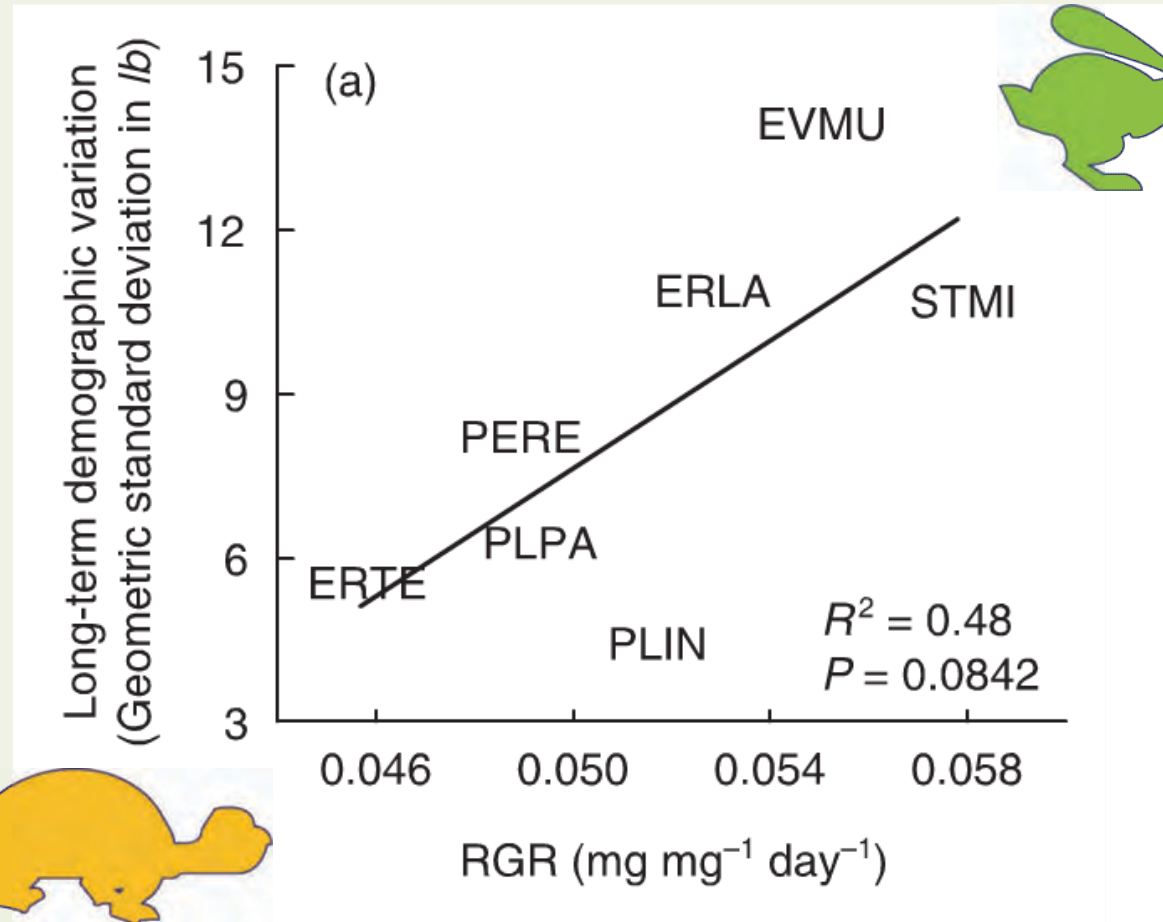 Long-term demographic variation
(Geometric standard deviation in lb)
15
12
9
6
3
(a)
EVMU
ERLA
STMI
PERE
PLPA
ERTE
PLIN
R² = 0.48
P = 0.0842
0.046 0.050 0.054 0.058
RGR (mg mg⁻¹ day⁻¹)